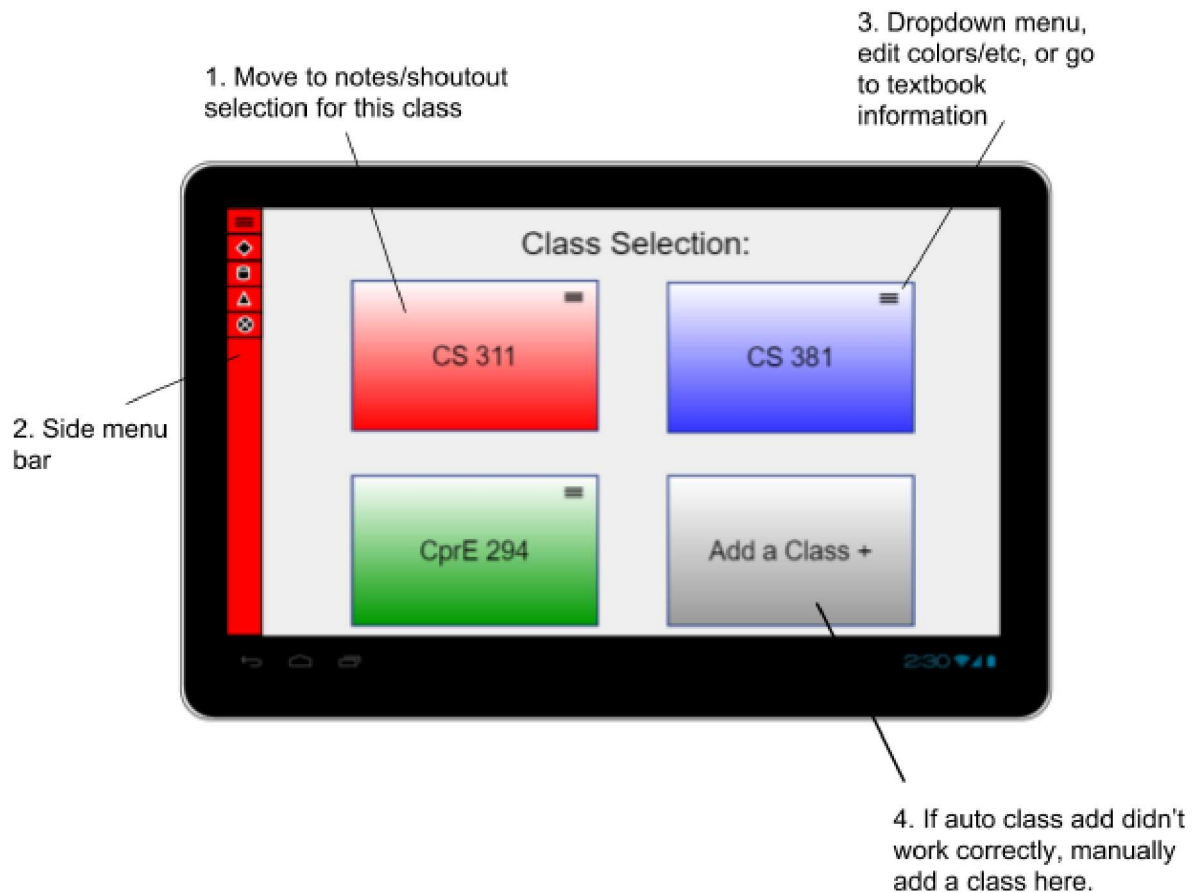 3. Dropdown menu,
edit colors/etc, or go
to textbook
information
1. Move to notes/shoutout
selection for this class
Class Selection:
CS 311
CS 381
2. Side menu
bar
CprE 294
Add a Class +
2:30
4. If auto class add didn't
work correctly, manually
add a class here.